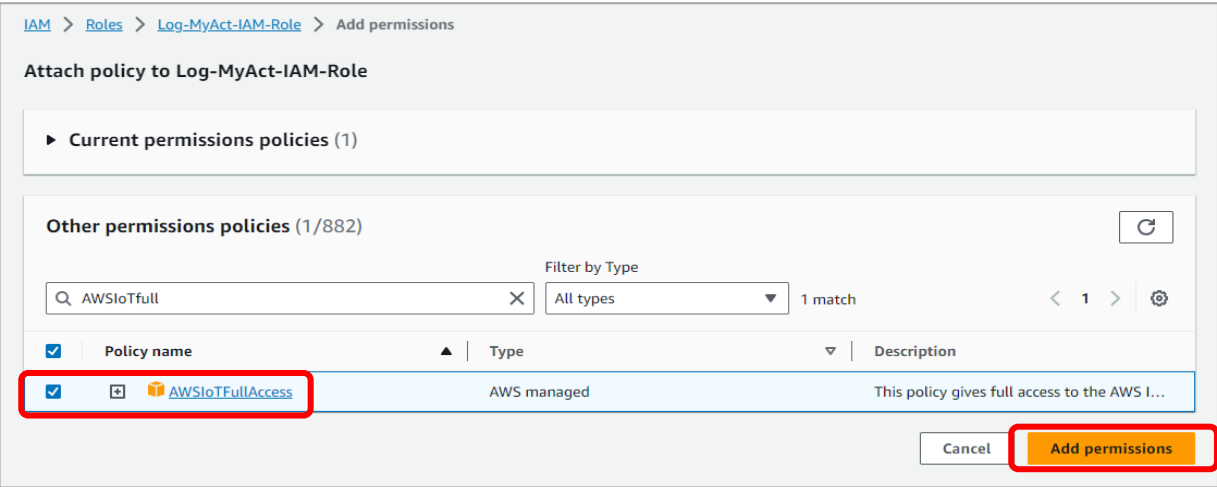 IAM > Roles > Log-MyAct-IAM-Role > Add permissions
Attach policy to Log-MyAct-IAM-Role
Current permissions policies (1)
Other permissions policies (1/882)
Filter by Type
AWSIoTfull All types 1 match 1
Policy name Type Description
AWSIoTFullAccess AWS managed This policy gives full access to the AWS I...
Cancel Add permissions